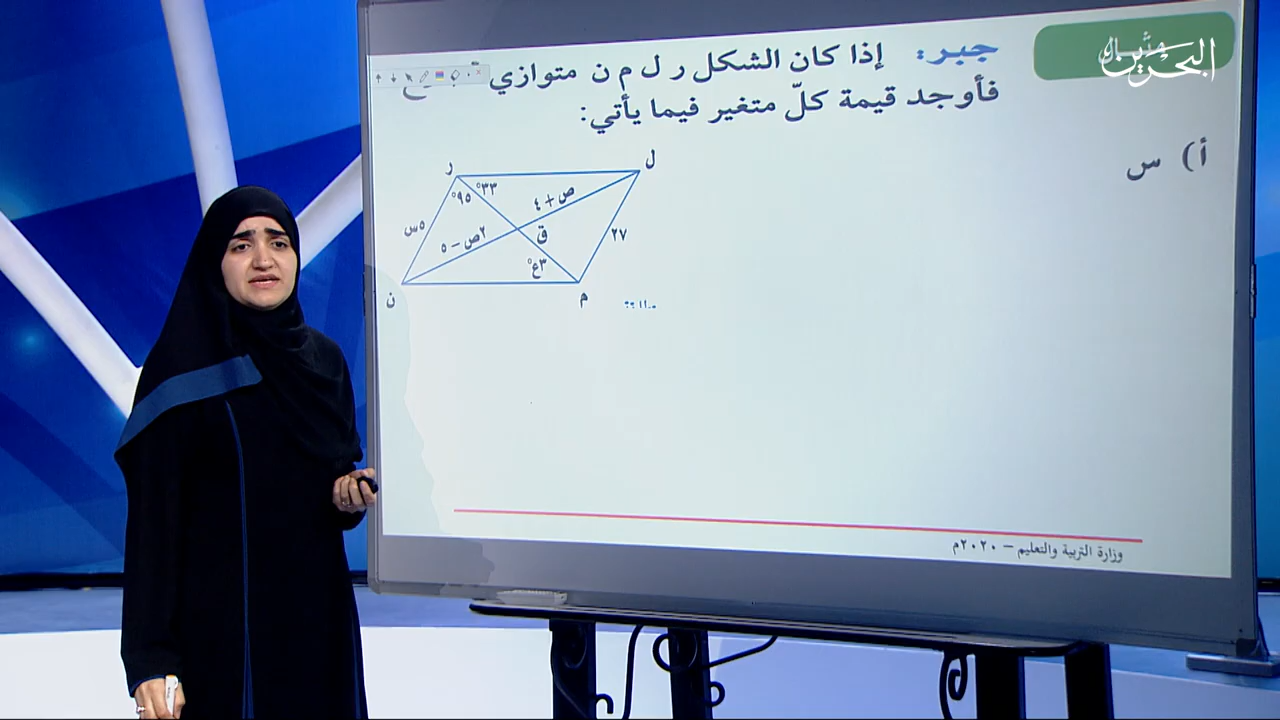 البحرين
مثال
جبر: إذا كان الشكل ر ل م ن متوازي
فأوجد قيمة كلّ متغير فيما يأتي:
أ) س
ر
ل
٩٥°
٣٣°
ص + ٤
٥س
٢ص – ٥
ق
٢٧
٣ع°
ن
م
وزارة التربية والتعليم – ٢٠٢٠م